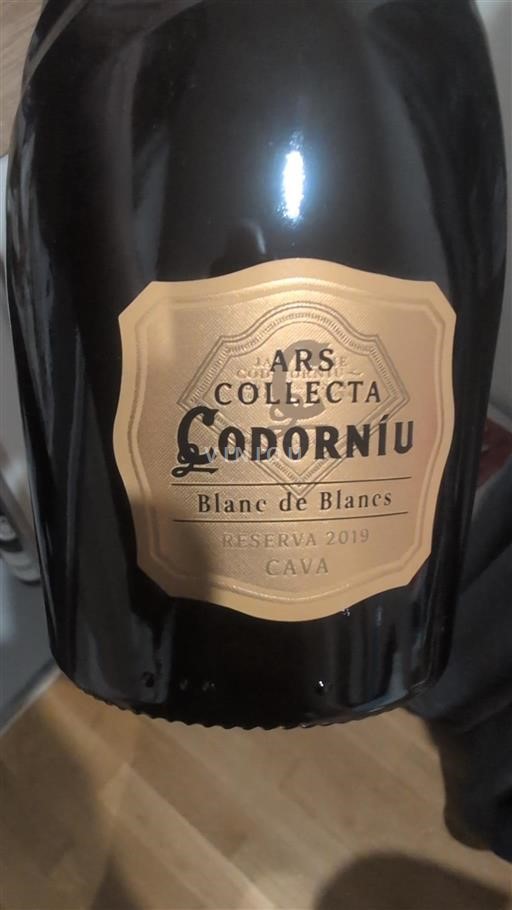 ARS
COLLECTA
CODORNÍU
Blanc de Blancs
RESERVA 2019
CAVA